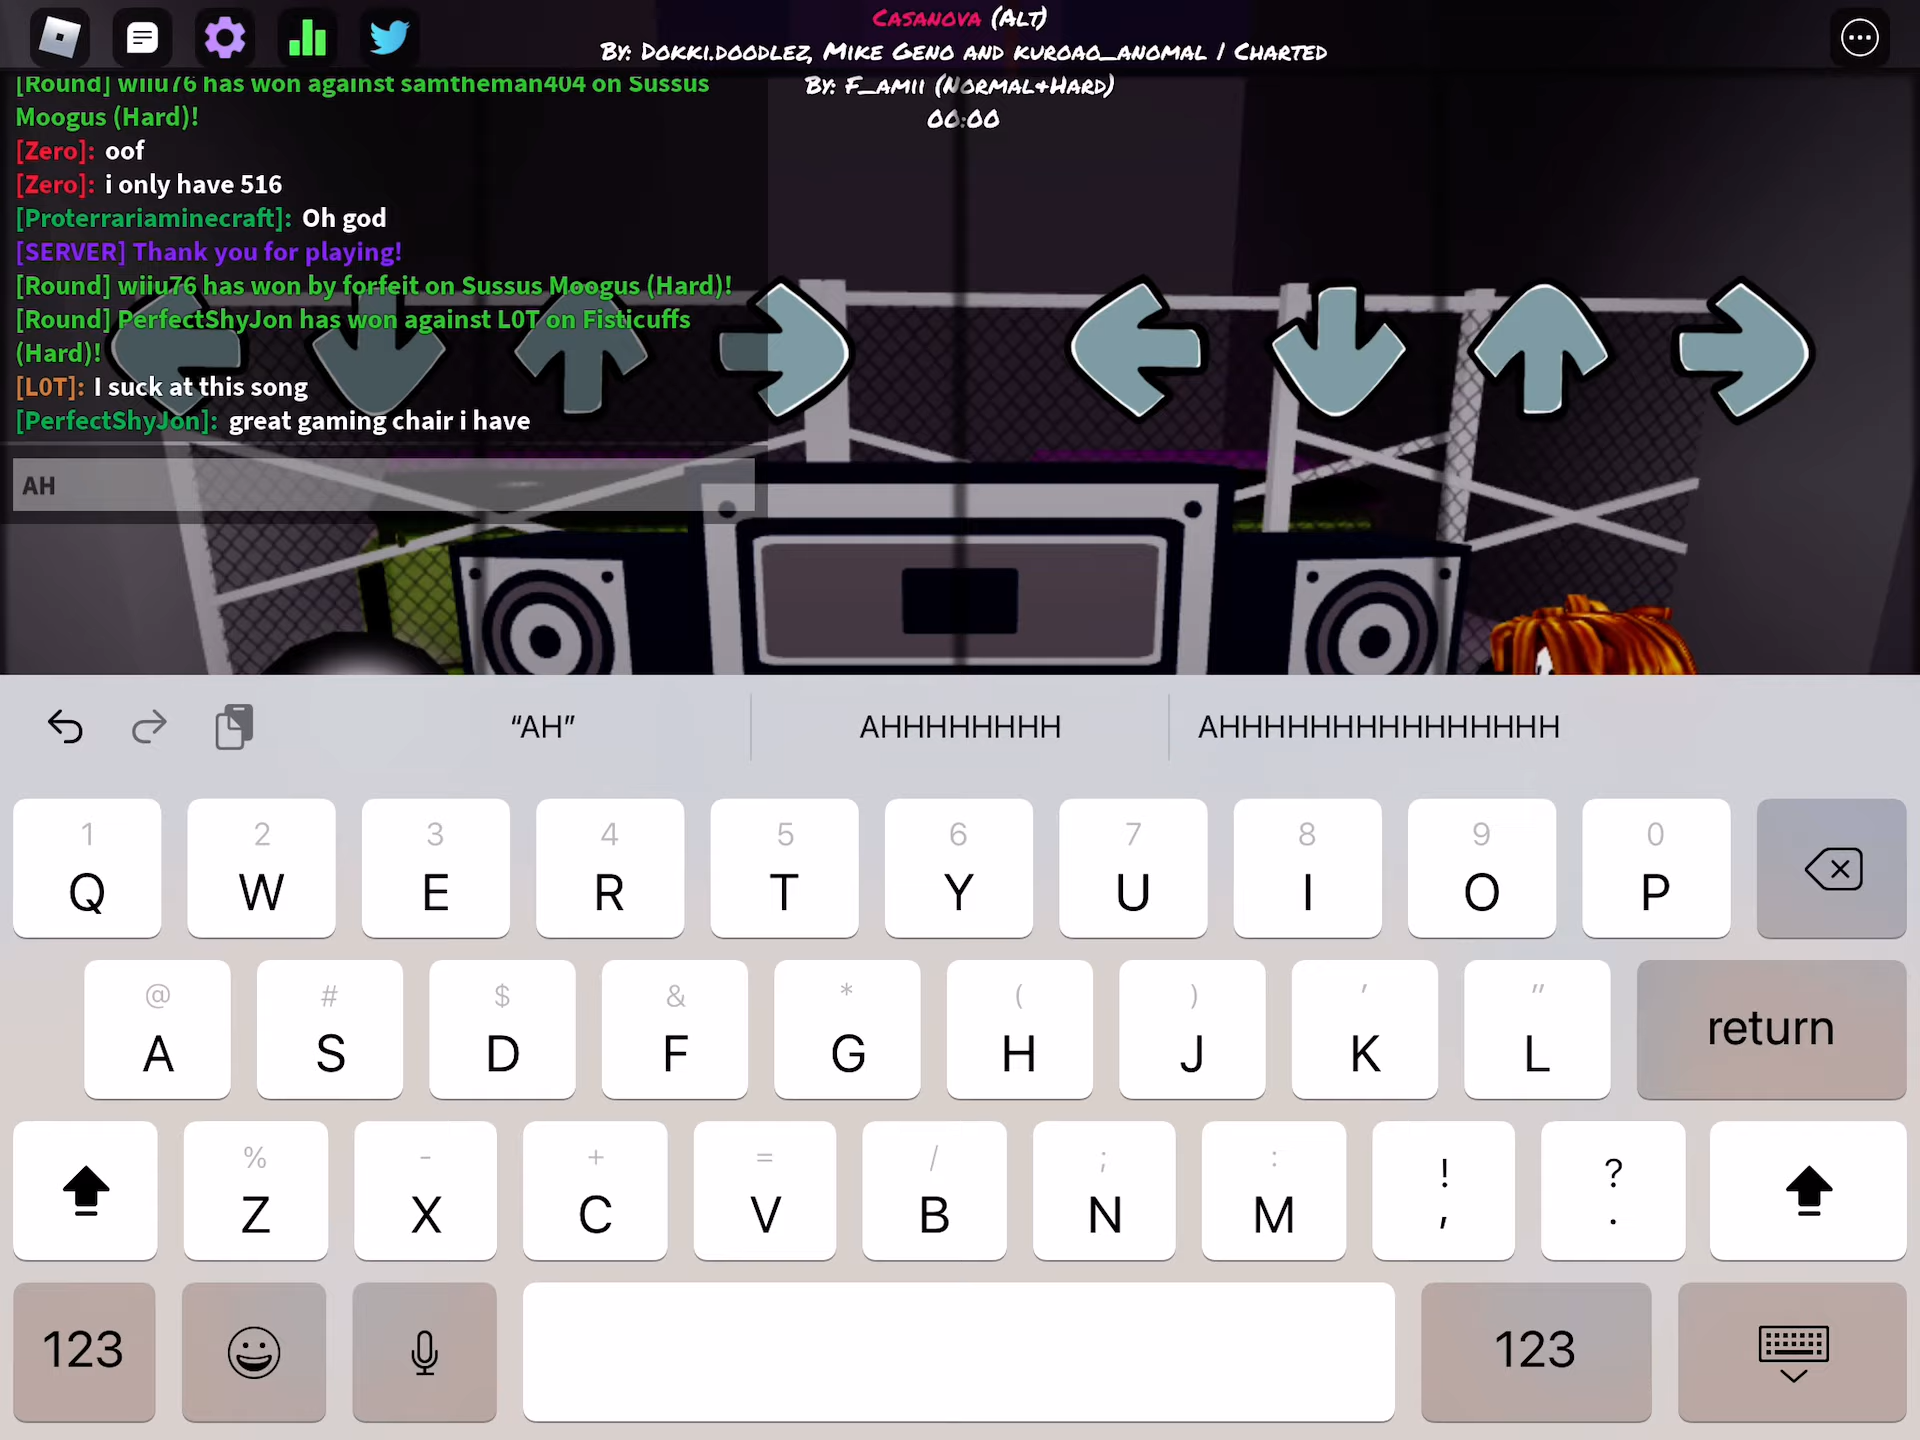 Casanova (Alt)
By: Dokki.doodlez, Mike Geno and kuroao_anomal | Charted
By: F_amii (Normal+Hard)
00:00
[Round] wiiu76 has won against samtheman404 on Sussus
Moogus (Hard)!
[Zero]: oof
[Zero]: i only have 516
[Proterrariaminecraft]: Oh god
[SERVER] Thank you for playing!
[Round] wiiu76 has won by forfeit on Sussus Moogus (Hard)!
[Round] PerfectShyJon has won against L0T on Fisticuffs
(Hard)!
[L0T]: I suck at this song
[PerfectShyJon]: great gaming chair i have
AH
“AH” AHHHHHHHH AHHHHHHHHHHHHHHH
1 2 3 4 5 6 7 8 9 0
Q W E R T Y U I O P
@ # $ & * ( ) ' "
A S D F G H J K L return
% - + = / ; : ! ?
Z X C V B N M , .
123 123